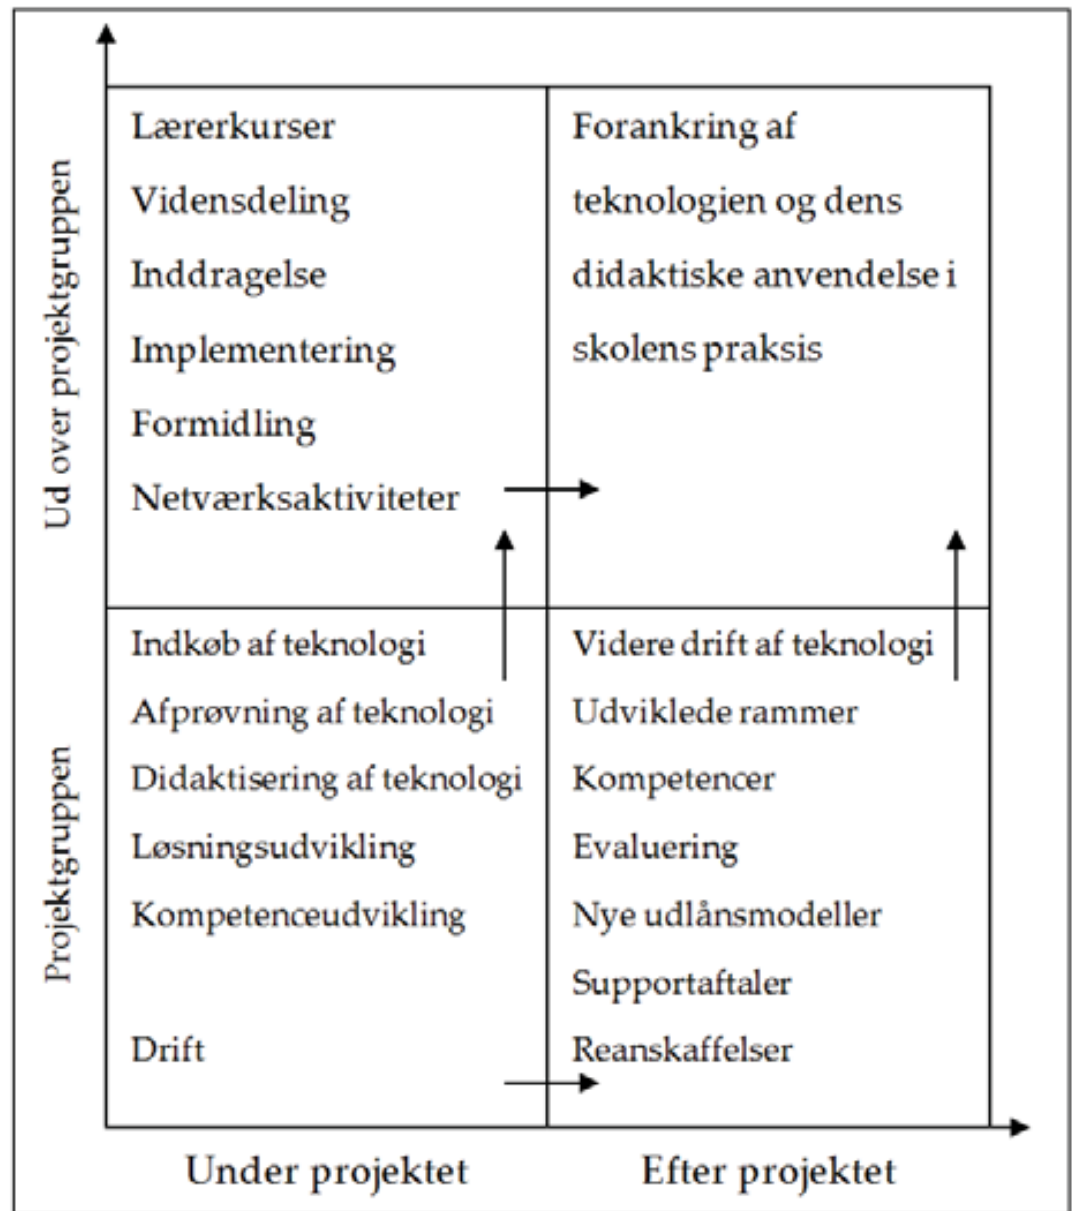 Ud over projektgruppen
Lærerkurser
Vidensdeling
Inddragelse
Implementering
Formidling
Netværksaktiviteter
Forankring af
teknologien og dens
didaktiske anvendelse i
skolens praksis
Projektgruppen
Indkøb af teknologi
Afprøvning af teknologi
Didaktisering af teknologi
Løsningsudvikling
Kompetenceudvikling
Drift
Videre drift af teknologi
Udviklede rammer
Kompetencer
Evaluering
Nye udlånsmodeller
Supportaftaler
Reanskaffelser
Under projektet
Efter projektet